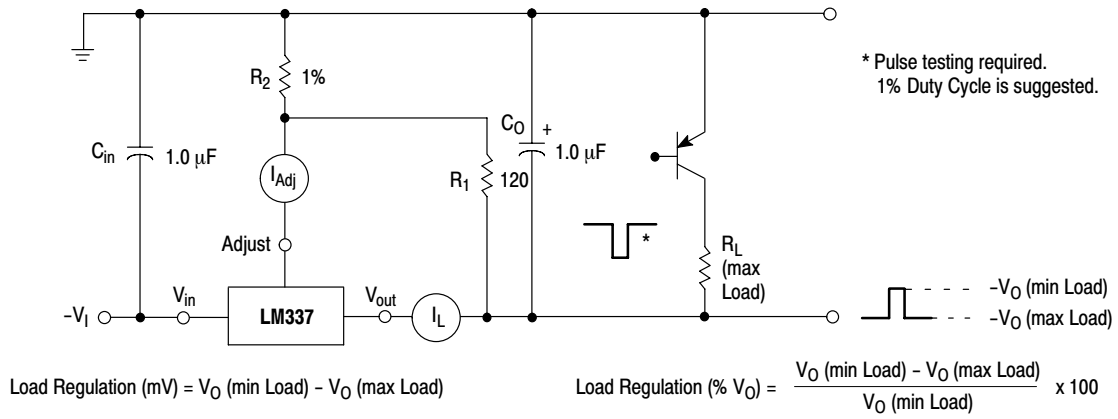 * Pulse testing required.
1% Duty Cycle is suggested.
R2 1%
CO +
1.0 μF
Cin
1.0 μF
IAdj
R1
120
Adjust
*
RL
(max
Load)
–VI
Vin
LM337
Vout
IL
–VO (min Load)
–VO (max Load)
Load Regulation (mV) = VO (min Load) – VO (max Load)
Load Regulation (% VO) = VO (min Load) – VO (max Load)
VO (min Load)
x 100